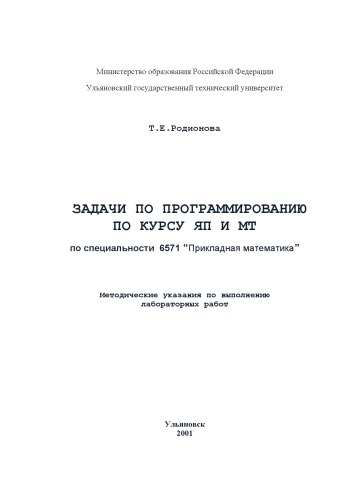 Министерство образования Российской Федерации
Ульяновский государственный технический университет
Т.Е.Родионова
ЗАДАЧИ ПО ПРОГРАММИРОВАНИЮ
ПО КУРСУ ЯП И МТ
по специальности 6571 "Прикладная математика"
Методические указания по выполнению
лабораторных работ
Ульяновск
2001